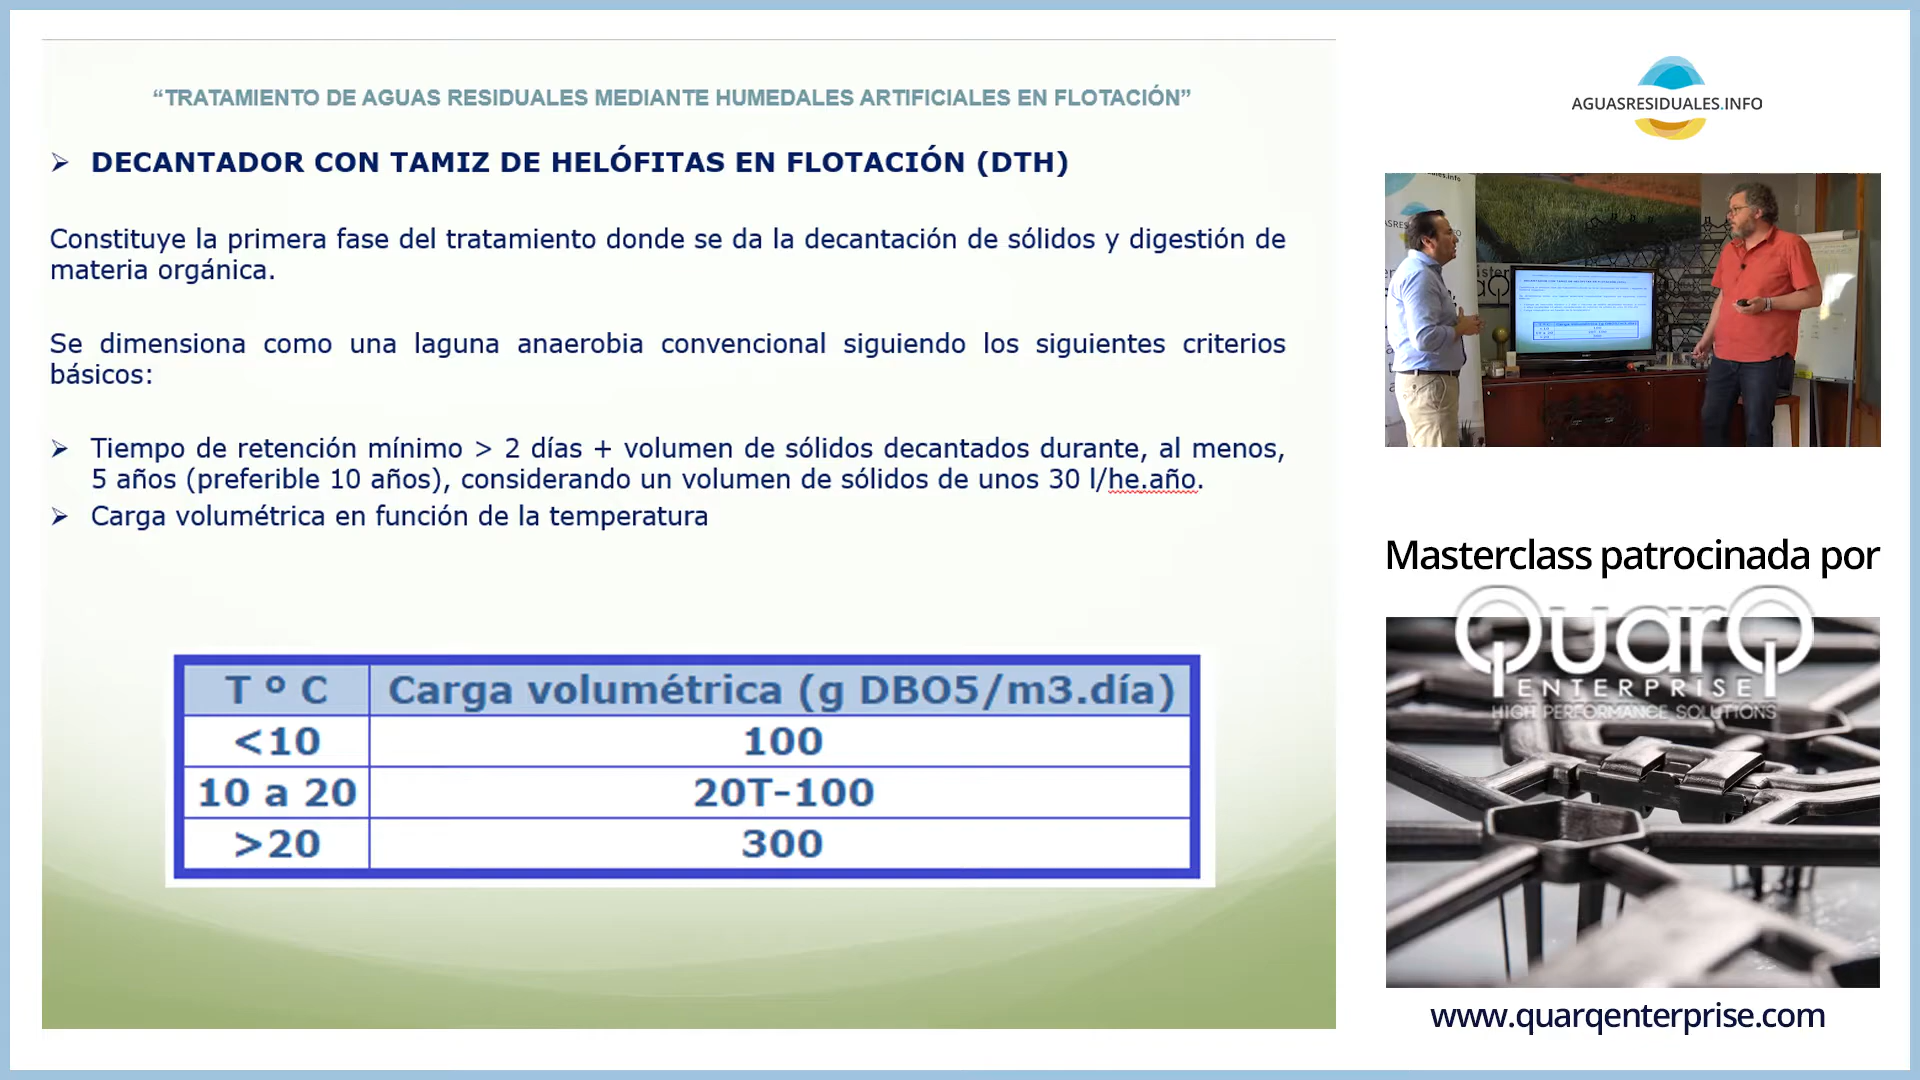 “TRATAMIENTO DE AGUAS RESIDUALES MEDIANTE HUMEDALES ARTIFICIALES EN FLOTACIÓN”
➢ DECANTADOR CON TAMIZ DE HELÓFITAS EN FLOTACIÓN (DTH)
Constituye la primera fase del tratamiento donde se da la decantación de sólidos y digestión de
materia orgánica.
Se dimensiona como una laguna anaerobia convencional siguiendo los siguientes criterios
básicos:
➢ Tiempo de retención mínimo > 2 días + volumen de sólidos decantados durante, al menos,
5 años (preferible 10 años), considerando un volumen de sólidos de unos 30 l/he.año.
➢ Carga volumétrica en función de la temperatura
T º C Carga volumétrica (g DBO5/m3.día)
<10 100
10 a 20 20T-100
>20 300
AGUASRESIDUALES.INFO
Masterclass patrocinada por
QuarQ
ENTERPRISE
HIGH PERFORMANCE SOLUTIONS
www.quarqenterprise.com